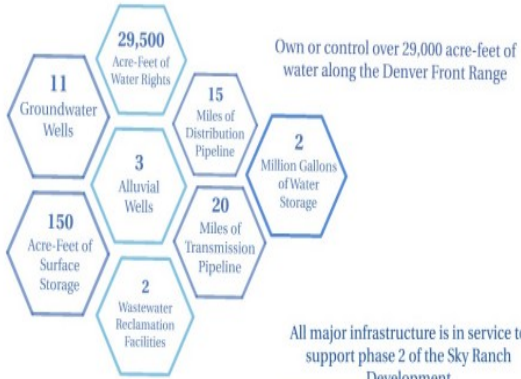 29,500
Acre-Feet of
Water Rights
11
Groundwater
Wells
15
Miles of
Distribution
Pipeline
3
Alluvial
Wells
2
Million Gallons
of Water
Storage
150
Acre-Feet of
Surface
Storage
20
Miles of
Transmission
Pipeline
2
Wastewater
Reclamation
Facilities
Own or control over 29,000 acre-feet of
water along the Denver Front Range
All major infrastructure is in service to
support phase 2 of the Sky Ranch
Development